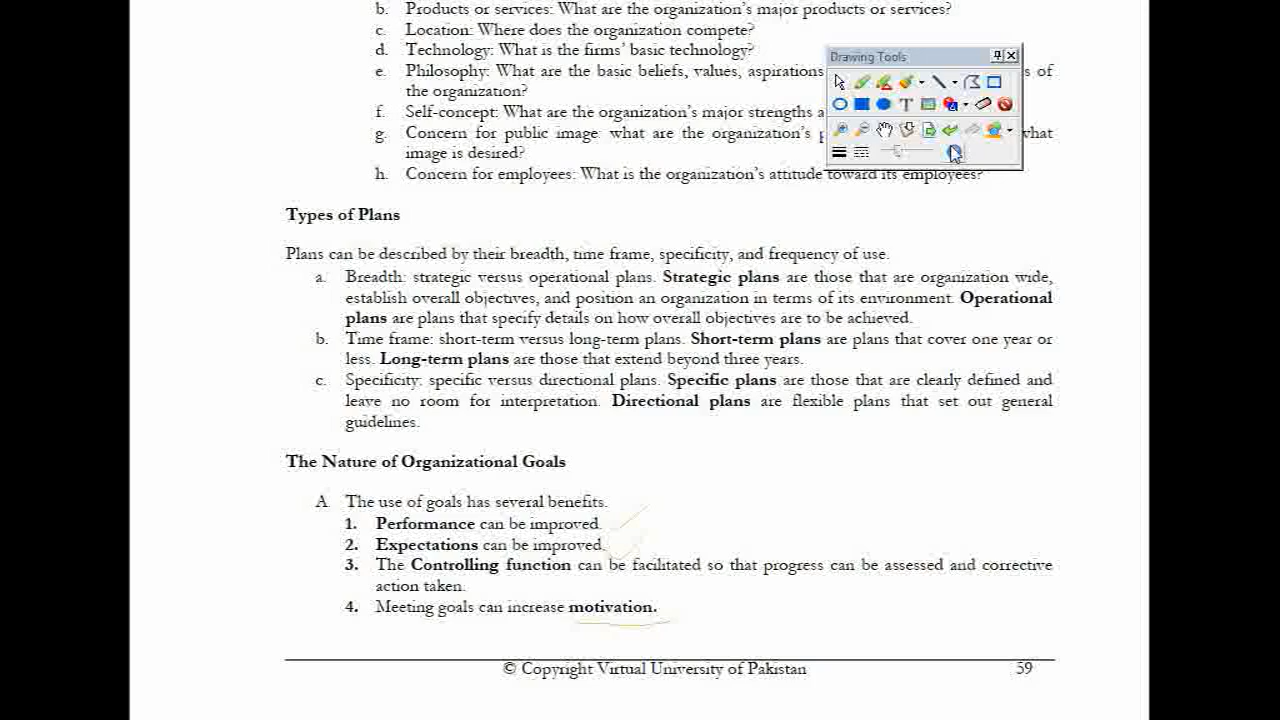 b. Products or services: What are the organization's major products or services?
c. Location: Where does the organization compete?
d. Technology: What is the firms' basic technology?
Drawing Tools
e. Philosophy: What are the basic beliefs, values, aspirations of
the organization?
f. Self-concept: What are the organization's major strengths
g. Concern for public image: what are the organization's what
image is desired?
h. Concern for employees: What is the organization's attitude toward its employees?
Types of Plans
Plans can be described by their breadth, time frame, specificity, and frequency of use.
a. Breadth: strategic versus operational plans. Strategic plans are those that are organization wide,
establish overall objectives, and position an organization in terms of its environment. Operational
plans are plans that specify details on how overall objectives are to be achieved.
b. Time frame: short-term versus long-term plans. Short-term plans are plans that cover one year or
less. Long-term plans are those that extend beyond three years.
c. Specificity: specific versus directional plans. Specific plans are those that are clearly defined and
leave no room for interpretation. Directional plans are flexible plans that set out general
guidelines.
The Nature of Organizational Goals
A. The use of goals has several benefits.
1. Performance can be improved.
2. Expectations can be improved.
3. The Controlling function can be facilitated so that progress can be assessed and corrective
action taken.
4. Meeting goals can increase motivation.
© Copyright Virtual University of Pakistan 59